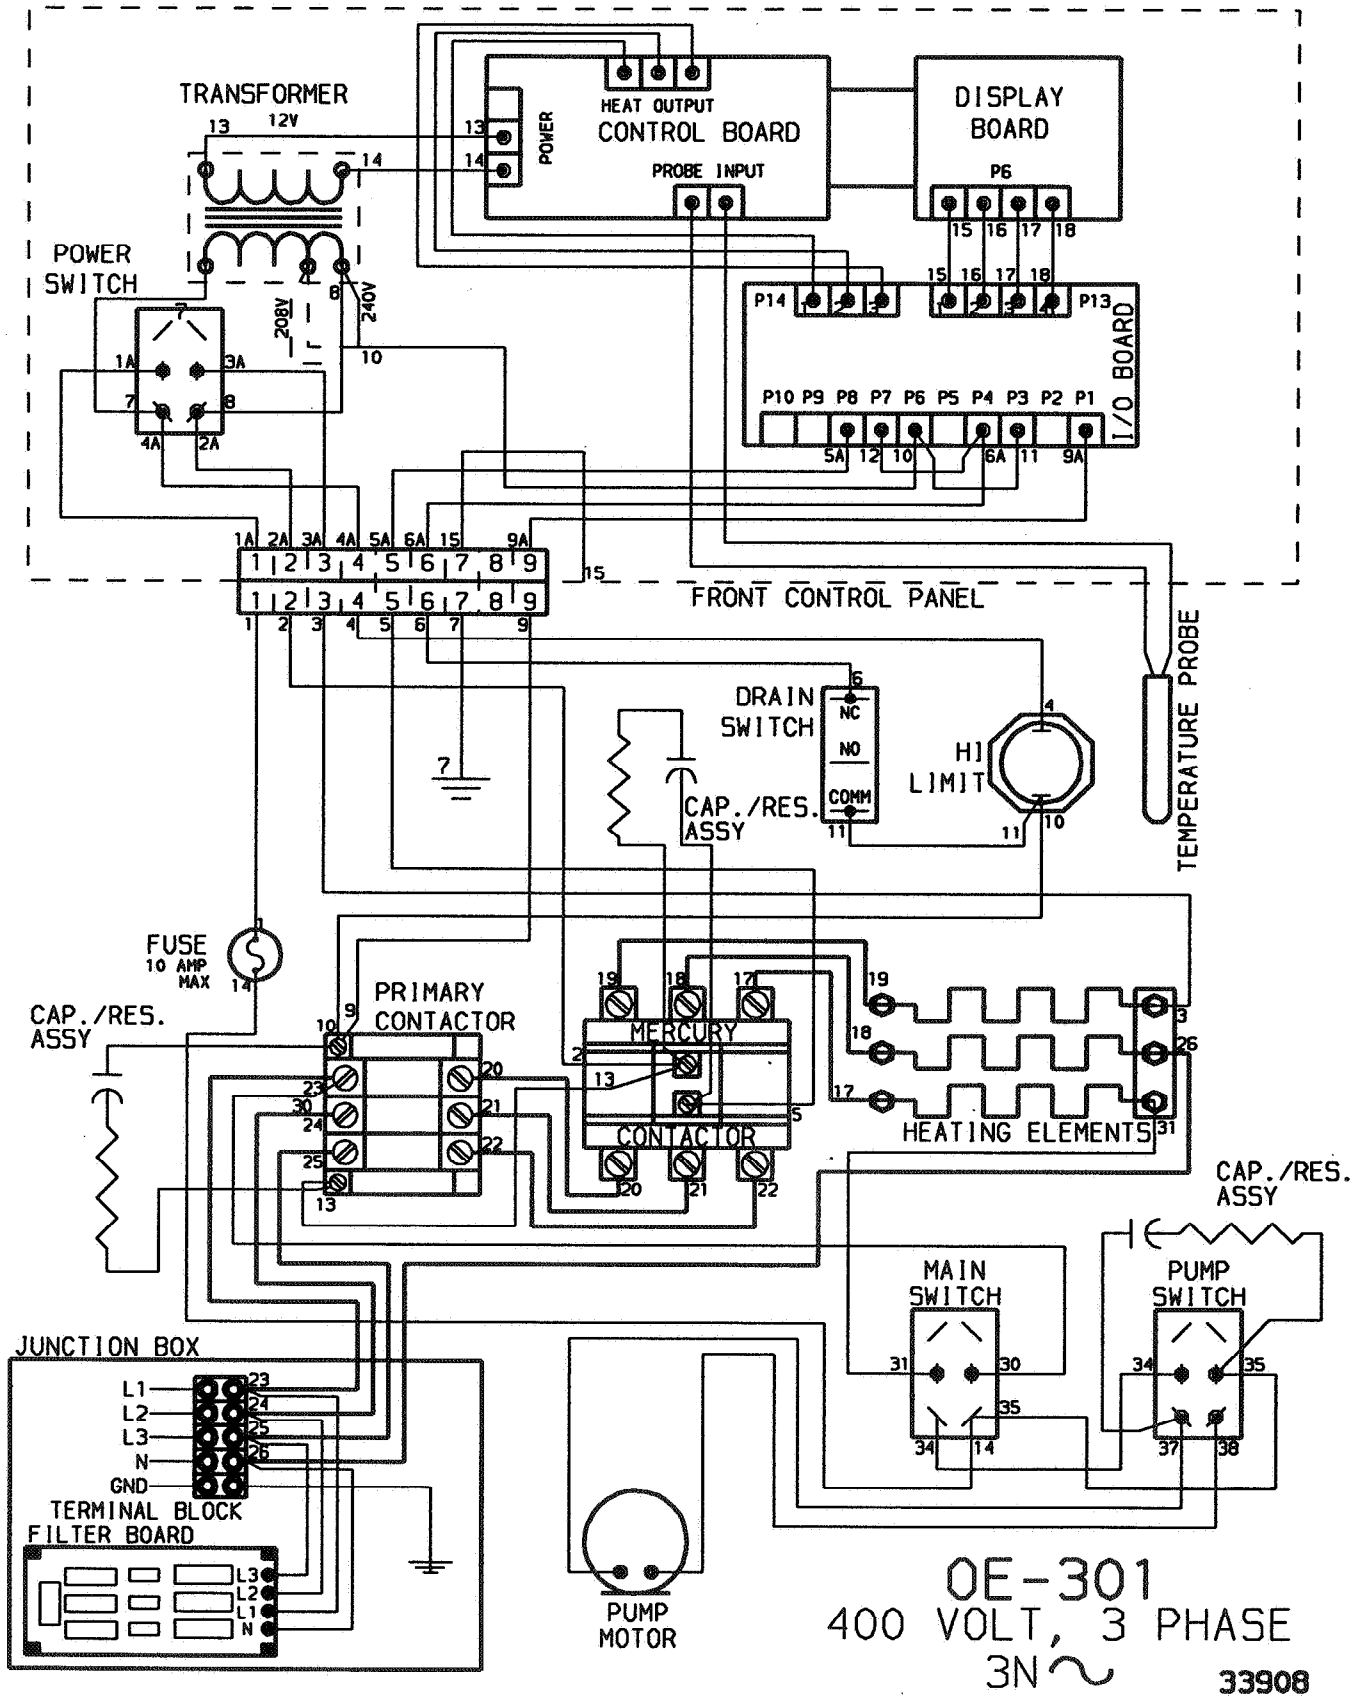 TRANSFORMER
12V
13
13
14
14
HEAT OUTPUT
CONTROL BOARD
POWER
PROBE INPUT
DISPLAY
BOARD
P6
15 16 17 18
15 16 17 18
POWER
SWITCH
7
8
208V
240V
10
1A
3A
7
8
4A
2A
P14
1 2 3
1 2 3 4
P13
I/O BOARD
P10 P9 P8 P7 P6 P5 P4 P3 P2 P1
5A 12 10 6A 11 9A
1A 2A 3A 4A 5A 6A 15 9A
1 2 3 4 5 6 7 8 9
15
1 2 3 4 5 6 7 8 9
1 2 3 4 5 6 7 9
FRONT CONTROL PANEL
TEMPERATURE PROBE
DRAIN
SWITCH
6
NC
NO
COMM
11
HI
LIMIT
4
11
10
7
CAP./RES.
ASSY
FUSE
10 AMP
MAX
1
14
CAP./RES.
ASSY
PRIMARY
CONTACTOR
9
10
23
30
24
25
13
20
21
22
19 18 17
MERCURY
2
13
5
CONTACTOR
20 21 22
19
18
17
3
26
31
HEATING ELEMENTS
CAP./RES.
ASSY
MAIN
SWITCH
31
30
35
34
14
PUMP
SWITCH
34
35
37
38
JUNCTION BOX
L1
23
L2
24
L3
25
N
26
GND
TERMINAL BLOCK
FILTER BOARD
L3
L2
L1
N
PUMP
MOTOR
OE-301
400 VOLT, 3 PHASE
3N
33908